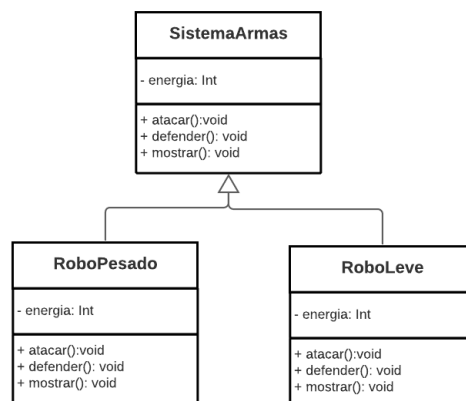 SistemaArmas
- energia: Int
+ atacar():void
+ defender(): void
+ mostrar(): void
RoboPesado
- energia: Int
+ atacar():void
+ defender(): void
+ mostrar(): void
RoboLeve
- energia: Int
+ atacar():void
+ defender(): void
+ mostrar(): void